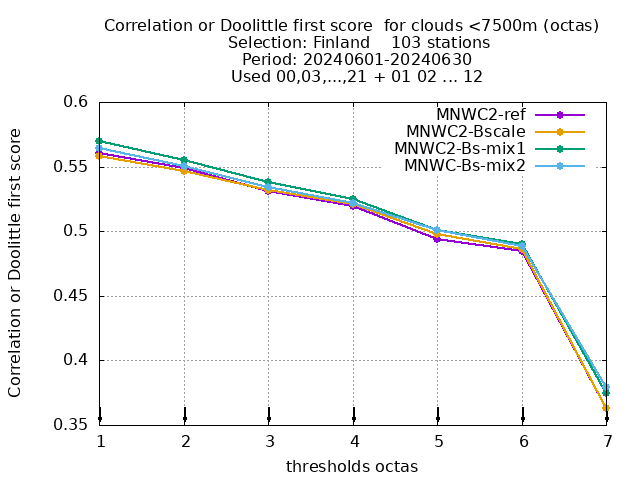 Correlation or Doolittle first score  for clouds <7500m (octas)
Selection: Finland    103 stations
Period: 20240601-20240630
Used 00,03,...,21 + 01 02 ... 12
MNWC2-ref
MNWC2-Bscale
MNWC2-Bs-mix1
MNWC-Bs-mix2
Correlation or Doolittle first score
0.6
0.55
0.5
0.45
0.4
0.35
1 2 3 4 5 6 7
thresholds octas